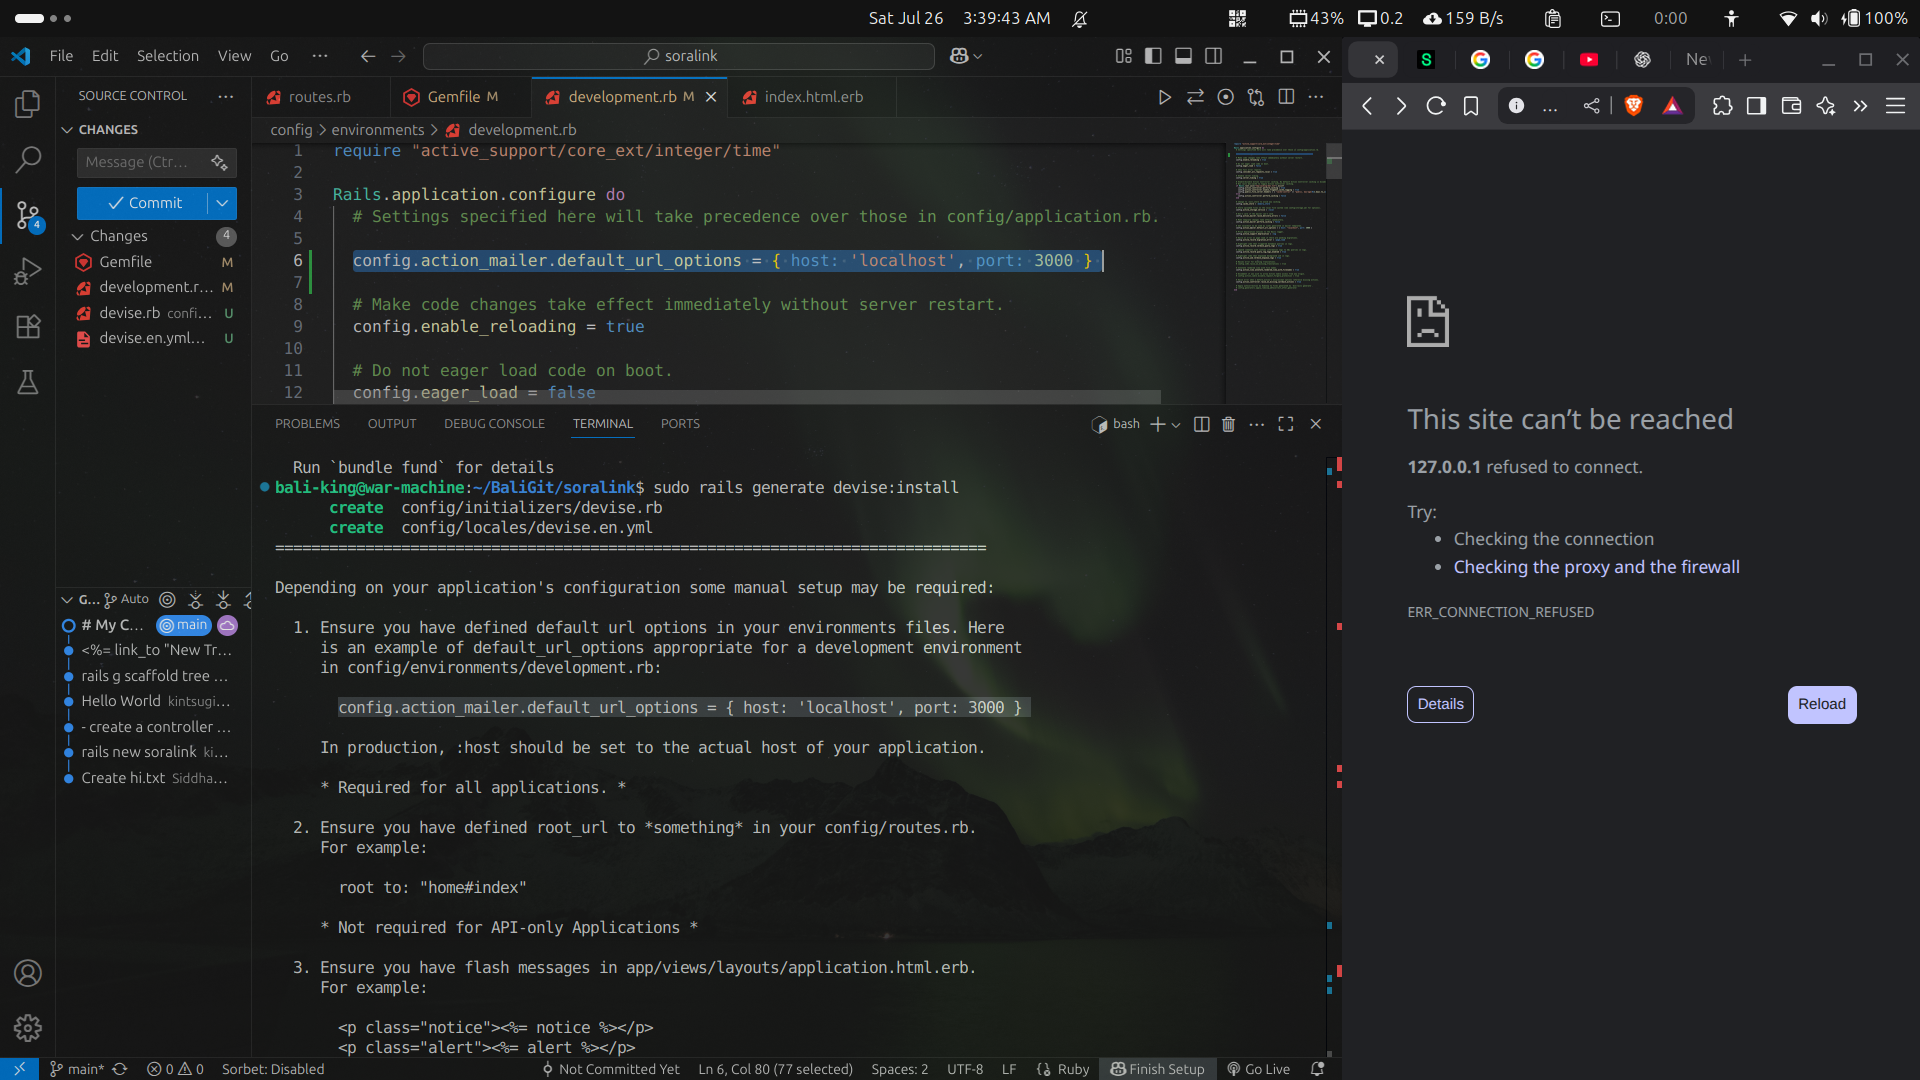 Sat Jul 26 3:39:43 AM
43% 0.2 159 B/s 0:00 100%
File Edit Selection View Go ···
soralink
SOURCE CONTROL ···
CHANGES
Message (Ctr...
Commit
Changes 4
Gemfile M
development.r... M
devise.rb confi... U
devise.en.yml... U
4
G... Auto
# My C... main
<%= link_to "New Tr...
rails g scaffold tree ...
Hello World kintsugi...
- create a controller ...
rails new soralink ki...
Create hi.txt Siddha...
routes.rb
Gemfile M
development.rb M
index.html.erb
config > environments > development.rb
1 require "active_support/core_ext/integer/time"
2
3 Rails.application.configure do
4 # Settings specified here will take precedence over those in config/application.rb.
5
6 config.action_mailer.default_url_options = { host: 'localhost', port: 3000 }
7
8 # Make code changes take effect immediately without server restart.
9 config.enable_reloading = true
10
11 # Do not eager load code on boot.
12 config.eager_load = false
PROBLEMS OUTPUT DEBUG CONSOLE TERMINAL PORTS
bash
Run `bundle fund` for details
bali-king@war-machine:~/BaliGit/soralink$ sudo rails generate devise:install
create config/initializers/devise.rb
create config/locales/devise.en.yml
===============================================================================
Depending on your application's configuration some manual setup may be required:
1. Ensure you have defined default url options in your environments files. Here
is an example of default_url_options appropriate for a development environment
in config/environments/development.rb:
config.action_mailer.default_url_options = { host: 'localhost', port: 3000 }
In production, :host should be set to the actual host of your application.
* Required for all applications. *
2. Ensure you have defined root_url to *something* in your config/routes.rb.
For example:
root to: "home#index"
* Not required for API-only Applications *
3. Ensure you have flash messages in app/views/layouts/application.html.erb.
For example:
<p class="notice"><%= notice %></p>
<p class="alert"><%= alert %></p>
main* 0 0 Sorbet: Disabled Not Committed Yet Ln 6, Col 80 (77 selected) Spaces: 2 UTF-8 LF Ruby Finish Setup Go Live
S G G Nev
...
This site can't be reached
127.0.0.1 refused to connect.
Try:
• Checking the connection
• Checking the proxy and the firewall
ERR_CONNECTION_REFUSED
Details
Reload